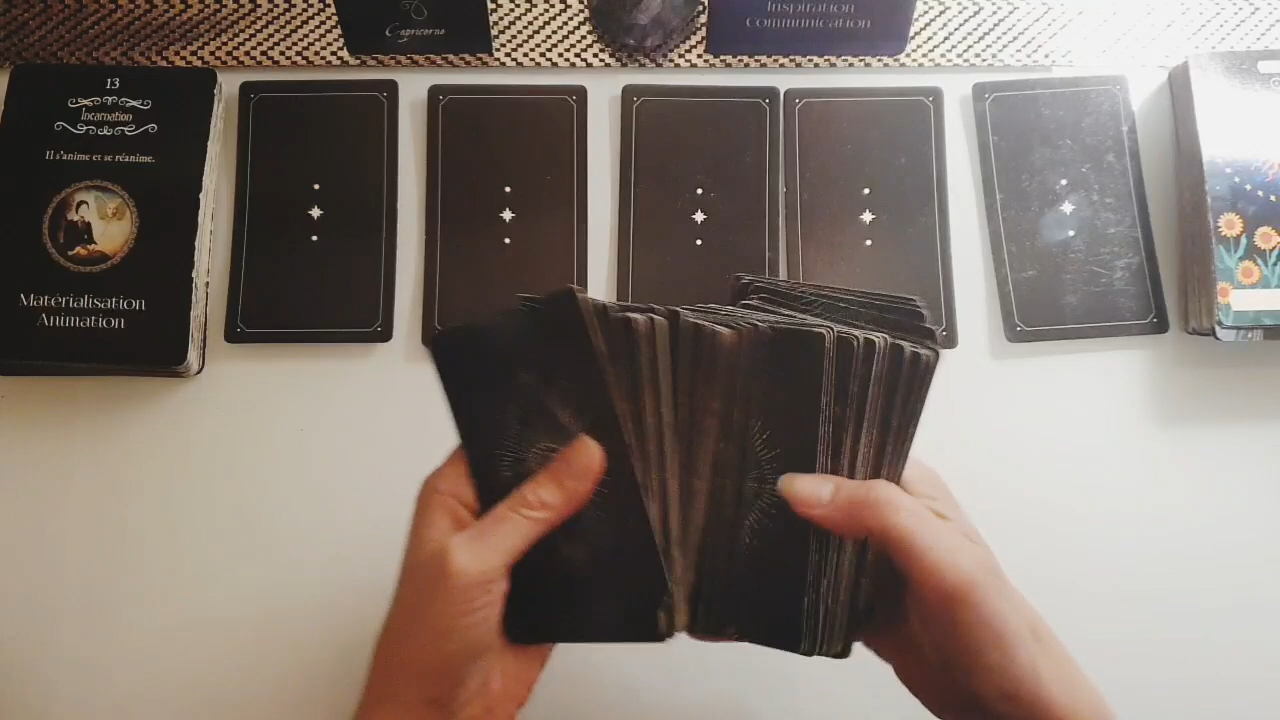 Capricorne
Inspiration
Communication
13
Incarnation
Il s'anime et se réanime.
Matérialisation
Animation